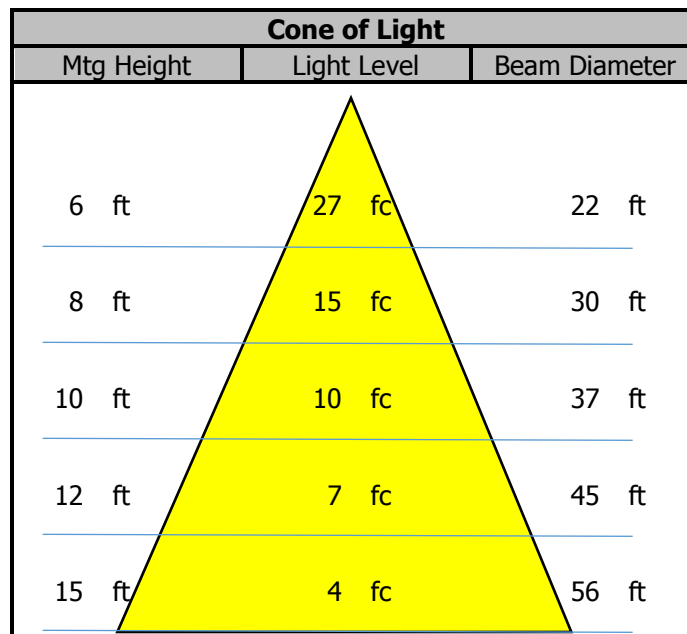 Cone of Light
Mtg Height Light Level Beam Diameter
6 ft 27 fc 22 ft
8 ft 15 fc 30 ft
10 ft 10 fc 37 ft
12 ft 7 fc 45 ft
15 ft 4 fc 56 ft